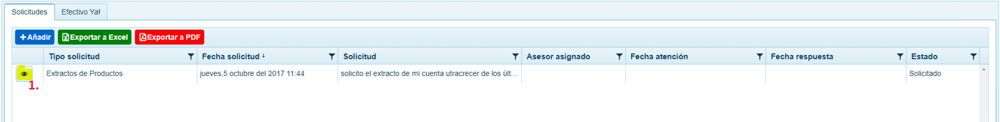 Solicitudes Efectivo Ya!
+Añadir Exportar a Excel Exportar a PDF
Tipo solicitud Fecha solicitud ↓ Solicitud Asesor asignado Fecha atención Fecha respuesta Estado
Extractos de Productos jueves,5 octubre del 2017 11:44 solicito el extracto de mi cuenta utracrecer de los últ... Solicitado
1.